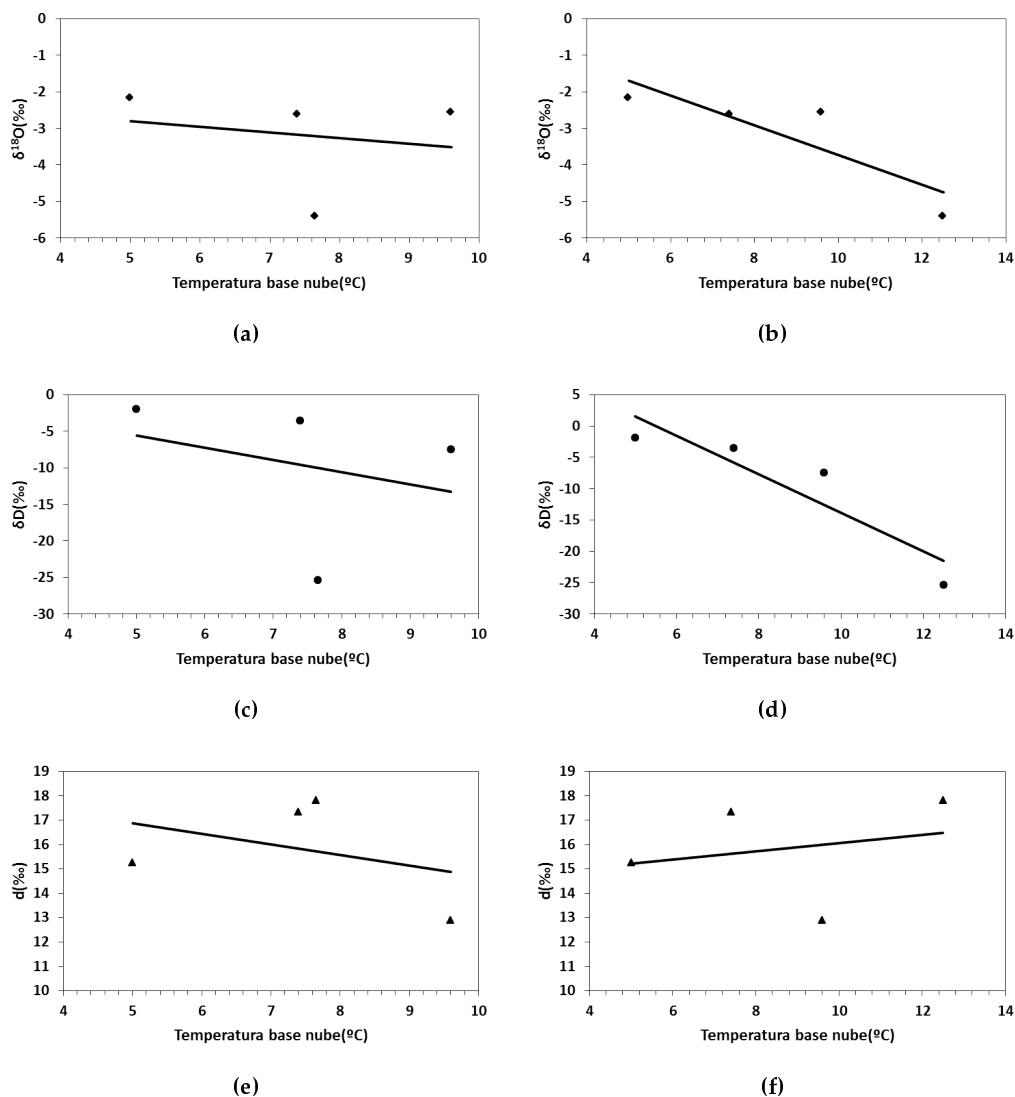 0
-1
-2
-3
-4
-5
-6
4 5 6 7 8 9 10
δ18O(‰)
Temperatura base nube(ºC)
(a)
0
-1
-2
-3
-4
-5
-6
4 6 8 10 12 14
δ18O(‰)
Temperatura base nube(ºC)
(b)
0
-5
-10
-15
-20
-25
-30
4 5 6 7 8 9 10
δD(‰)
Temperatura base nube(ºC)
(c)
5
0
-5
-10
-15
-20
-25
-30
4 6 8 10 12 14
δD(‰)
Temperatura base nube(ºC)
(d)
19
18
17
16
15
14
13
12
11
10
4 5 6 7 8 9 10
d(‰)
Temperatura base nube(ºC)
(e)
19
18
17
16
15
14
13
12
11
10
4 6 8 10 12 14
d(‰)
Temperatura base nube(ºC)
(f)